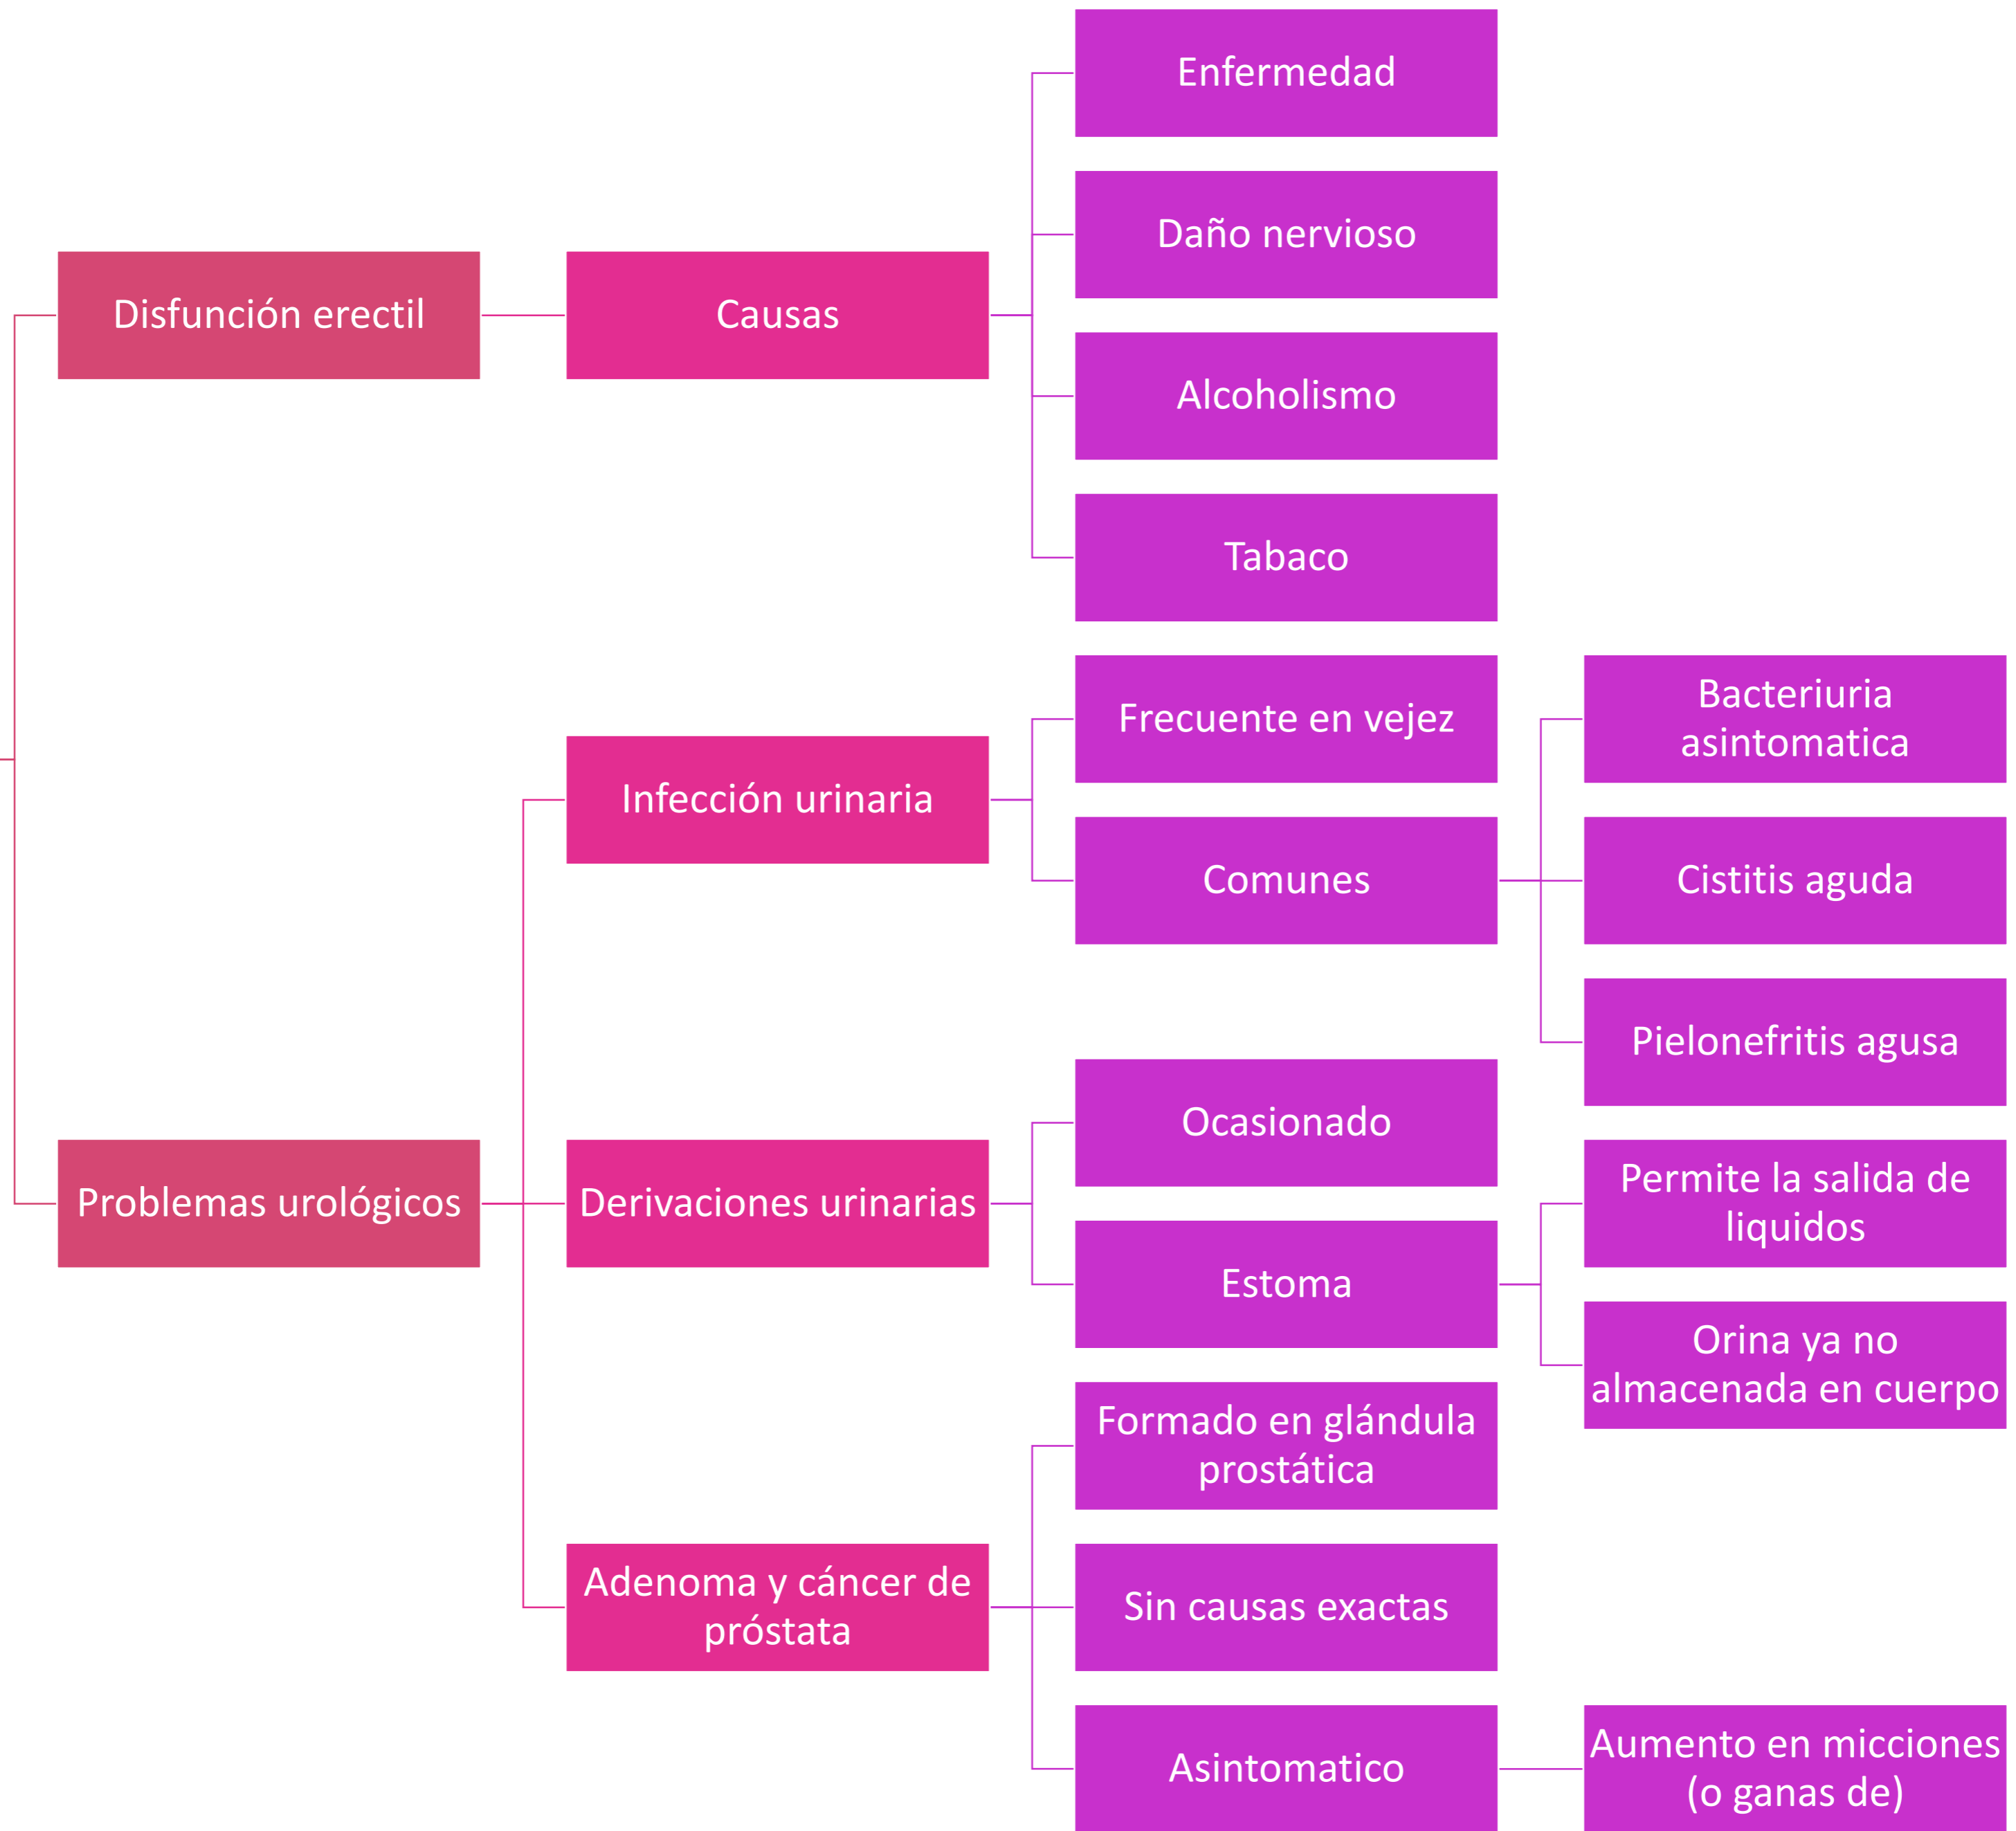 Disfunción erectil
Causas
Enfermedad
Daño nervioso
Alcoholismo
Tabaco
Problemas urológicos
Infección urinaria
Frecuente en vejez
Comunes
Bacteriuria
asintomatica
Cistitis aguda
Pielonefritis agusa
Derivaciones urinarias
Ocasionado
Estoma
Permite la salida de
liquidos
Orina ya no
almacenada en cuerpo
Adenoma y cáncer de
próstata
Formado en glándula
prostática
Sin causas exactas
Asintomatico
Aumento en micciones
(o ganas de)